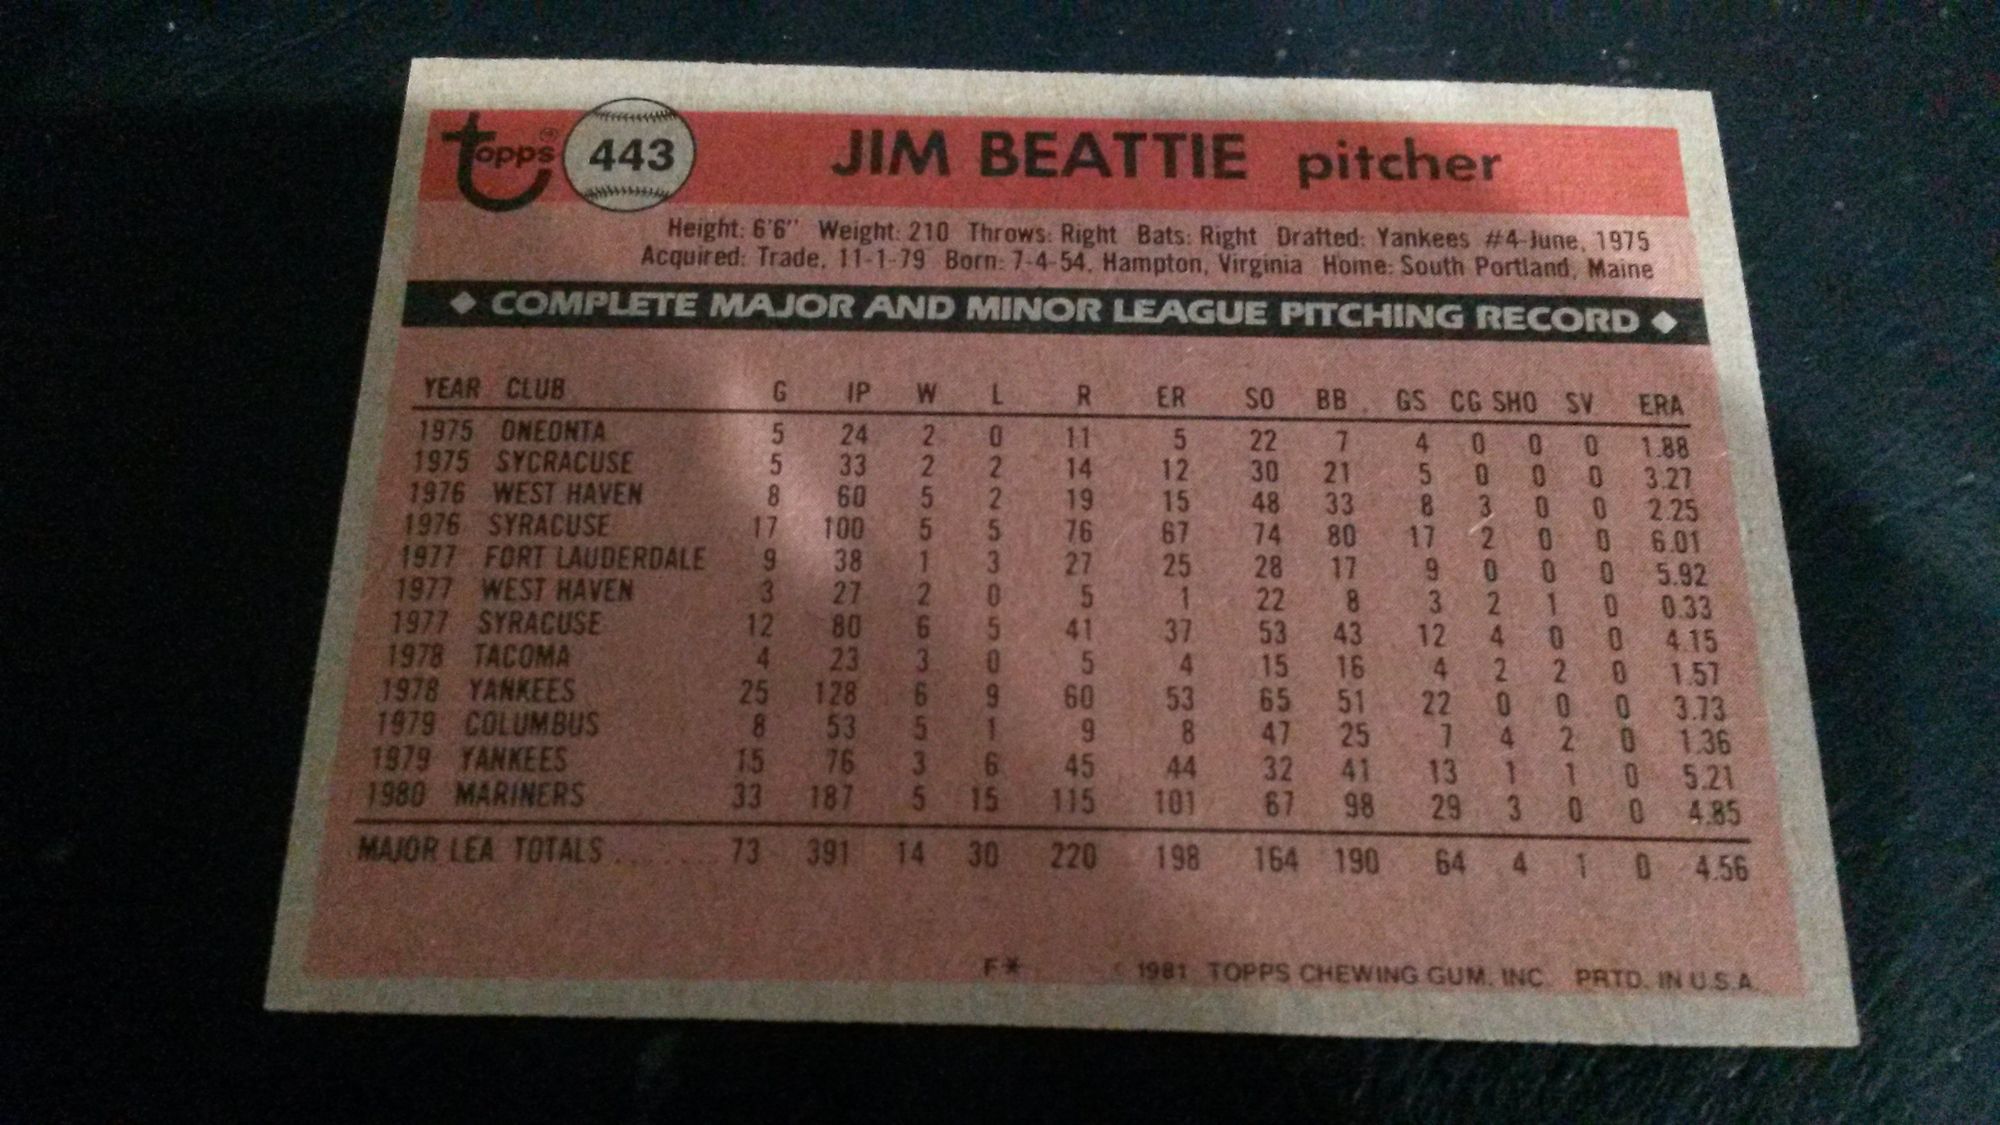 Topps® 443 JIM BEATTIE pitcher
Height: 6'6" Weight: 210 Throws: Right Bats: Right Drafted: Yankees #4-June, 1975
Acquired: Trade, 11-1-79 Born: 7-4-54, Hampton, Virginia Home: South Portland, Maine
◆ COMPLETE MAJOR AND MINOR LEAGUE PITCHING RECORD ◆
YEAR CLUB G IP W L R ER SO BB GS CG SHO SV ERA
1975 ONEONTA 5 24 2 0 11 5 22 7 4 0 0 0 1.88
1975 SYCRACUSE 5 33 2 2 14 12 30 21 5 0 0 0 3.27
1976 WEST HAVEN 8 60 5 2 19 15 48 33 8 3 0 0 2.25
1976 SYRACUSE 17 100 5 5 76 67 74 80 17 2 0 0 6.01
1977 FORT LAUDERDALE 9 38 1 3 27 25 28 17 9 0 0 0 5.92
1977 WEST HAVEN 3 27 2 0 5 1 22 8 3 2 1 0 0.33
1977 SYRACUSE 12 80 6 5 41 37 53 43 12 4 0 0 4.15
1978 TACOMA 4 23 3 0 5 4 15 16 4 2 2 0 1.57
1978 YANKEES 25 128 6 9 60 53 65 51 22 0 0 0 3.73
1979 COLUMBUS 8 53 5 1 9 8 47 25 7 4 2 0 1.36
1979 YANKEES 15 76 3 6 45 44 32 41 13 1 1 0 5.21
1980 MARINERS 33 187 5 15 115 101 67 98 29 3 0 0 4.85
MAJOR LEA TOTALS ........ 73 391 14 30 220 198 164 190 64 4 1 0 4.56
F* 1981 TOPPS CHEWING GUM, INC. PRTD. IN U.S.A.